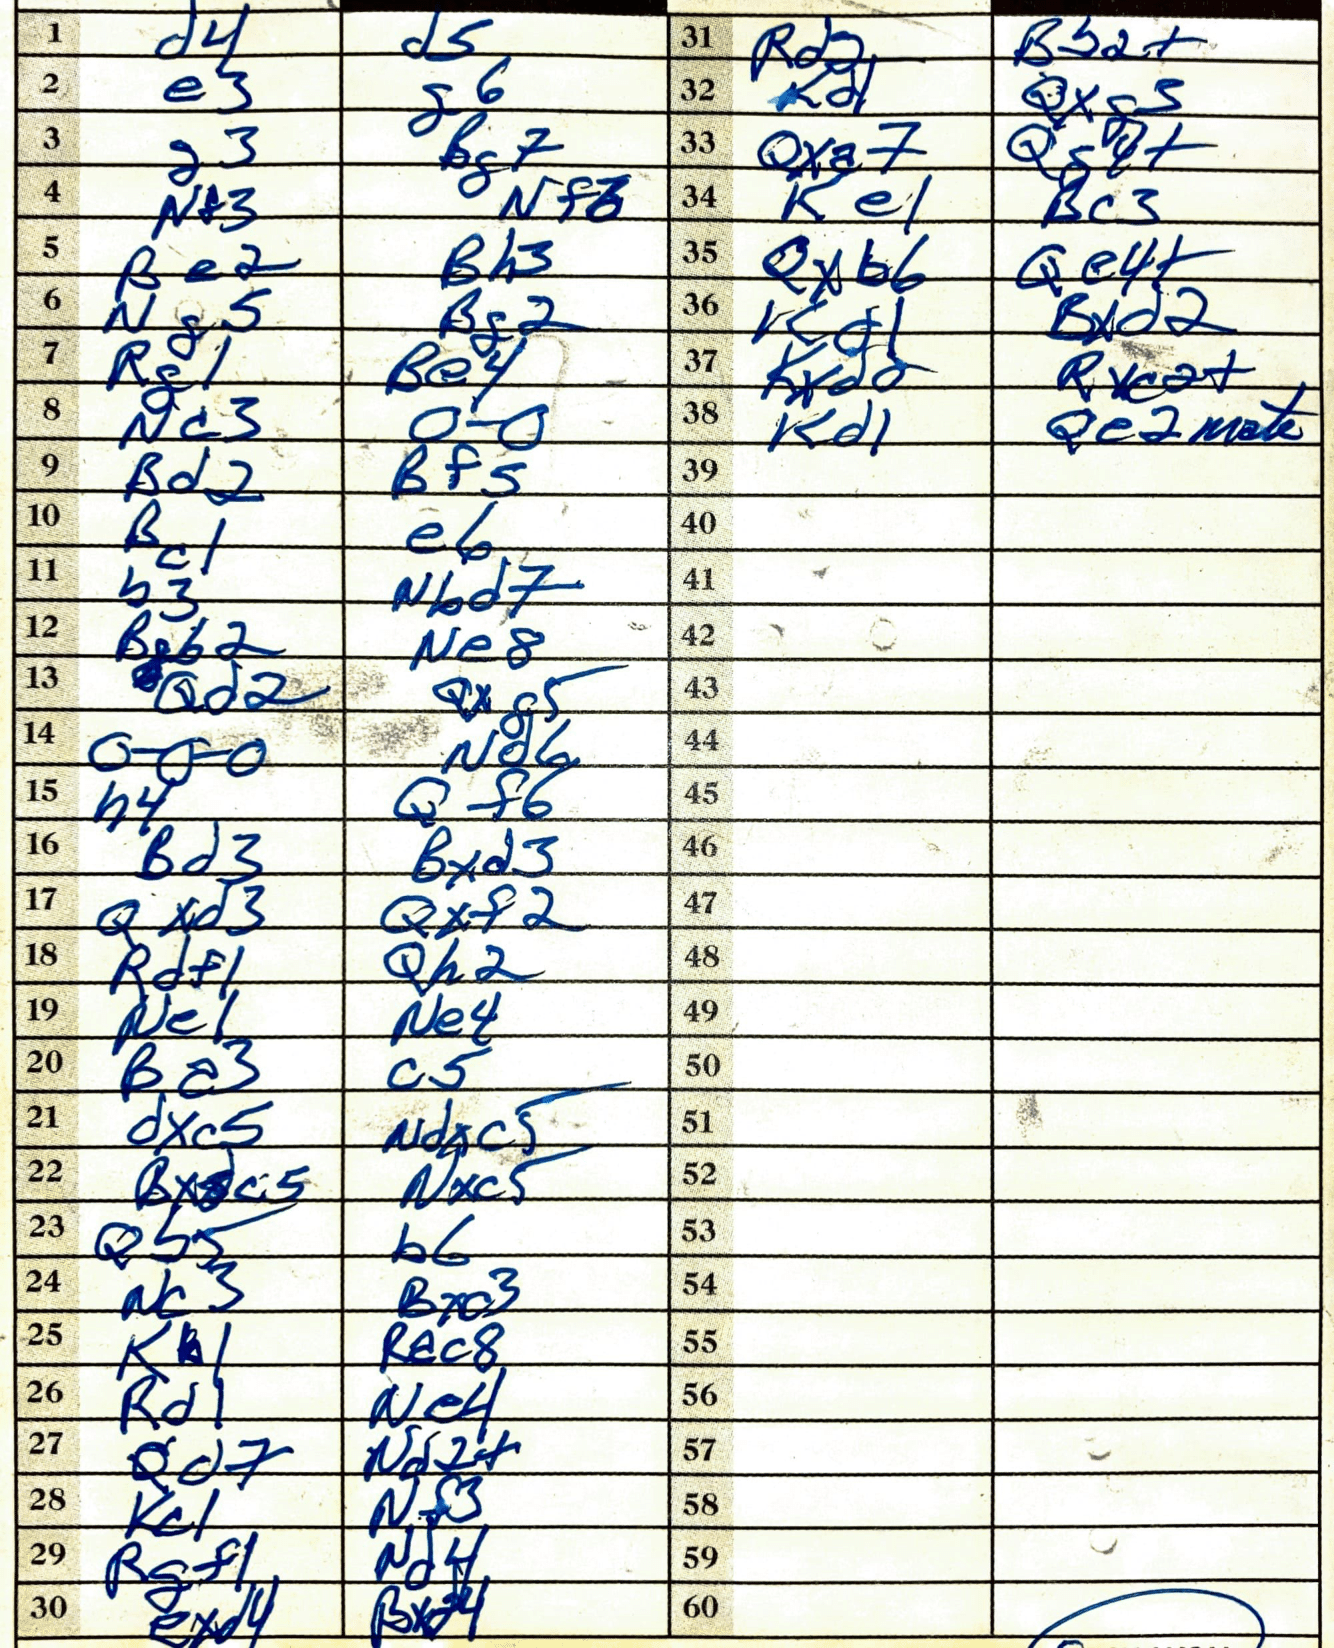 1 d4 d5
2 e3 g6
3 g3 Bg7
4 Nf3 Nf6
5 Be2 Bh3
6 Ng5 Bg2
7 Rg1 Be4
8 Nc3 O-O
9 Bd2 Bf5
10 Bc1 e6
11 b3 Nbd7
12 Bb2 Ne8
13 Qd2 Qxg5
14 O-O-O Nd6
15 h4 Qf6
16 Bd3 Bxd3
17 Qxd3 Qxf2
18 Rdf1 Qh2
19 Ne1 Ne4
20 Ba3 c5
21 dxc5 Ndxc5
22 Bxc5 Nxc5
23 Qb5 b6
24 Nc3 Bxc3
25 Kb1 Rac8
26 Rd1 Ne4
27 Qd7 Nd2+
28 Kc1 Nf3
29 Rgf1 Nd4
30 exd4 Bxd4
31 Rd2 Bb2+
32 Kd1 Qxg3
33 Qxa7 Qg4+
34 Ke1 Bc3
35 Qxb6 Qe4+
36 Kd1 Bxd2
37 Kxd2 Rxc2+
38 Kd1 Qe2 mate
39
40
41
42
43
44
45
46
47
48
49
50
51
52
53
54
55
56
57
58
59
60